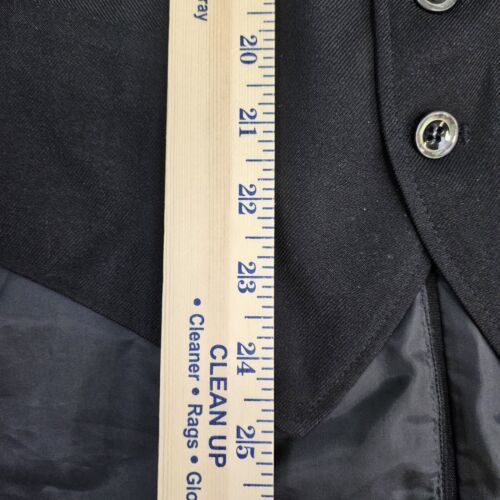 20
21
22
23
24
25
CLEAN UP
• Cleaner • Rags • Glo
ray